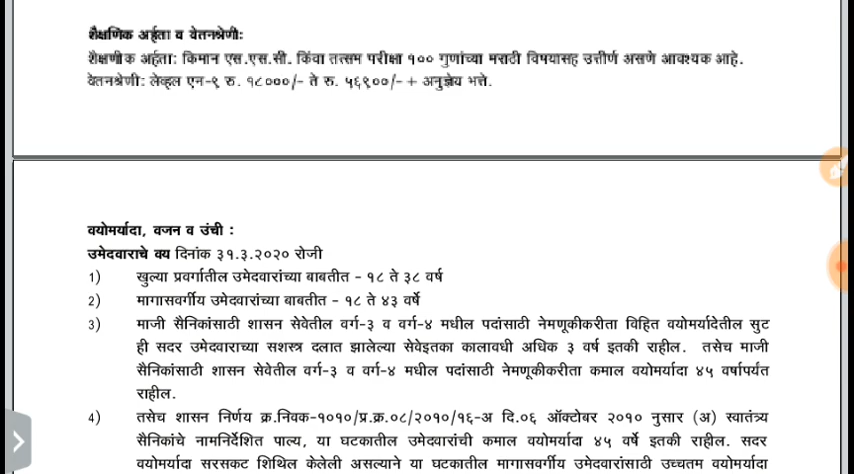 शैक्षणिक अर्हता व वेतनश्रेणी:
शैक्षणीक अर्हता: किमान एस.एस.सी. किंवा तत्सम परीक्षा १०० गुणांच्या मराठी विषयासह उत्तीर्ण असणे आवश्यक आहे.
वेतनश्रेणी: लेव्हल एन-९ रु. १८०००/- ते रु. ५६९००/- + अनुज्ञेय भत्ते.
वयोमर्यादा, वजन व उंची :
उमेदवाराचे वय दिनांक ३१.३.२०२० रोजी
1) खुल्या प्रवर्गातील उमेदवारांच्या बाबतीत - १८ ते ३८ वर्ष
2) मागासवर्गीय उमेदवारांच्या बाबतीत - १८ ते ४३ वर्षे
3) माजी सैनिकांसाठी शासन सेवेतील वर्ग-३ व वर्ग-४ मधील पदांसाठी नेमणूकीकरीता विहित वयोमर्यादेतील सुट
ही सदर उमेदवाराच्या सशस्त्र दलात झालेल्या सेवेइतका कालावधी अधिक ३ वर्ष इतकी राहील. तसेच माजी
सैनिकांसाठी शासन सेवेतील वर्ग-३ व वर्ग-४ मधील पदांसाठी नेमणूकीकरीता कमाल वयोमर्यादा ४५ वर्षापर्यंत
राहील.
4) तसेच शासन निर्णय क्र.निवक-१०१०/प्र.क्र.०८/२०१०/१६-अ दि.०६ ऑक्टोबर २०१० नुसार (अ) स्वातंत्र्य
सैनिकांचे नामनिर्देशित पाल्य, या घटकातील उमेदवारांची कमाल वयोमर्यादा ४५ वर्षे इतकी राहील. सदर
वयोमर्यादा सरसकट शिथिल केलेली असल्याने या घटकातील मागासवर्गीय उमेदवारांसाठी उच्चतम वयोमर्यादा